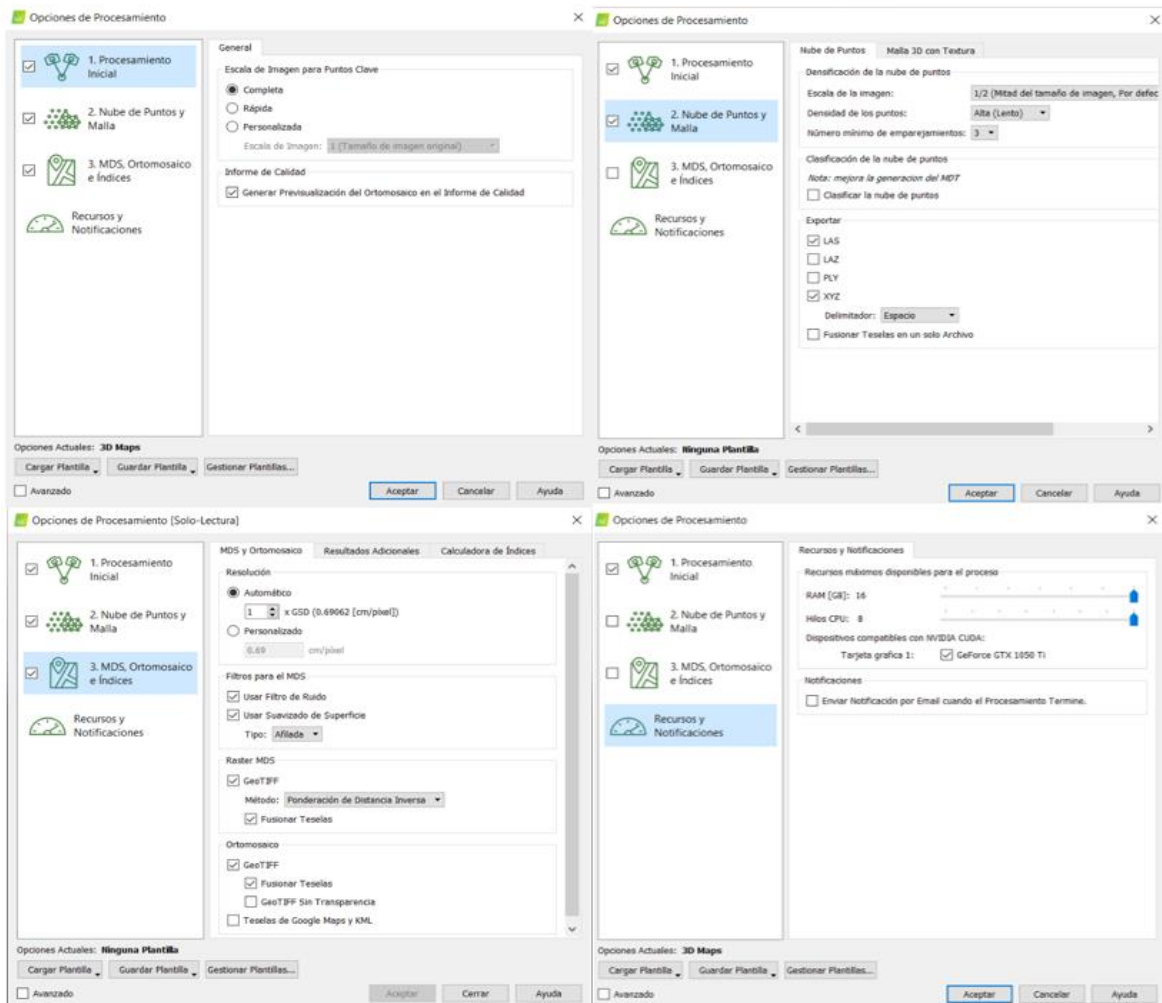 Opciones de Procesamiento
1. Procesamiento
Inicial
2. Nube de Puntos y
Malla
3. MDS, Ortomosaico
e Índices
Recursos y
Notificaciones
General
Escala de Imagen para Puntos Clave
Completa
Rápida
Personalizada
Escala de Imagen: 1 (Tamaño de imagen original)
Informe de Calidad
Generar Previsualización del Ortomosaico en el Informe de Calidad
Opciones Actuales: 3D Maps
Cargar Plantilla Guardar Plantilla Gestionar Plantillas...
Avanzado Aceptar Cancelar Ayuda
Opciones de Procesamiento
1. Procesamiento
Inicial
2. Nube de Puntos y
Malla
3. MDS, Ortomosaico
e Índices
Recursos y
Notificaciones
Nube de Puntos Malla 3D con Textura
Densificación de la nube de puntos
Escala de la imagen: 1/2 (Mitad del tamaño de imagen, Por defec
Densidad de los puntos: Alta (Lento)
Número mínimo de emparejamientos: 3
Clasificación de la nube de puntos
Nota: mejora la generacion del MDT
Clasificar la nube de puntos
Exportar
LAS
LAZ
PLY
XYZ
Delimitador: Espacio
Fusionar Teselas en un solo Archivo
Opciones Actuales: Ninguna Plantilla
Cargar Plantilla Guardar Plantilla Gestionar Plantillas...
Avanzado Aceptar Cancelar Ayuda
Opciones de Procesamiento [Solo-Lectura]
1. Procesamiento
Inicial
2. Nube de Puntos y
Malla
3. MDS, Ortomosaico
e Índices
Recursos y
Notificaciones
MDS y Ortomosaico Resultados Adicionales Calculadora de Índices
Resolución
Automático
1 x GSD (0.69062 [cm/pixel])
Personalizado
0.69 cm/pixel
Filtros para el MDS
Usar Filtro de Ruido
Usar Suavizado de Superficie
Tipo: Afilada
Raster MDS
GeoTIFF
Método: Ponderación de Distancia Inversa
Fusionar Teselas
Ortomosaico
GeoTIFF
Fusionar Teselas
GeoTIFF Sin Transparencia
Teselas de Google Maps y KML
Opciones Actuales: Ninguna Plantilla
Cargar Plantilla Guardar Plantilla Gestionar Plantillas...
Avanzado Aceptar Cerrar Ayuda
Opciones de Procesamiento
1. Procesamiento
Inicial
2. Nube de Puntos y
Malla
3. MDS, Ortomosaico
e Índices
Recursos y
Notificaciones
Recursos y Notificaciones
Recursos máximos disponibles para el proceso
RAM [GB]: 16
Hilos CPU: 8
Dispositivos compatibles con NVIDIA CUDA:
Tarjeta grafica 1: GeForce GTX 1050 Ti
Notificaciones
Enviar Notificación por Email cuando el Procesamiento Termine.
Opciones Actuales: 3D Maps
Cargar Plantilla Guardar Plantilla Gestionar Plantillas...
Avanzado Aceptar Cancelar Ayuda